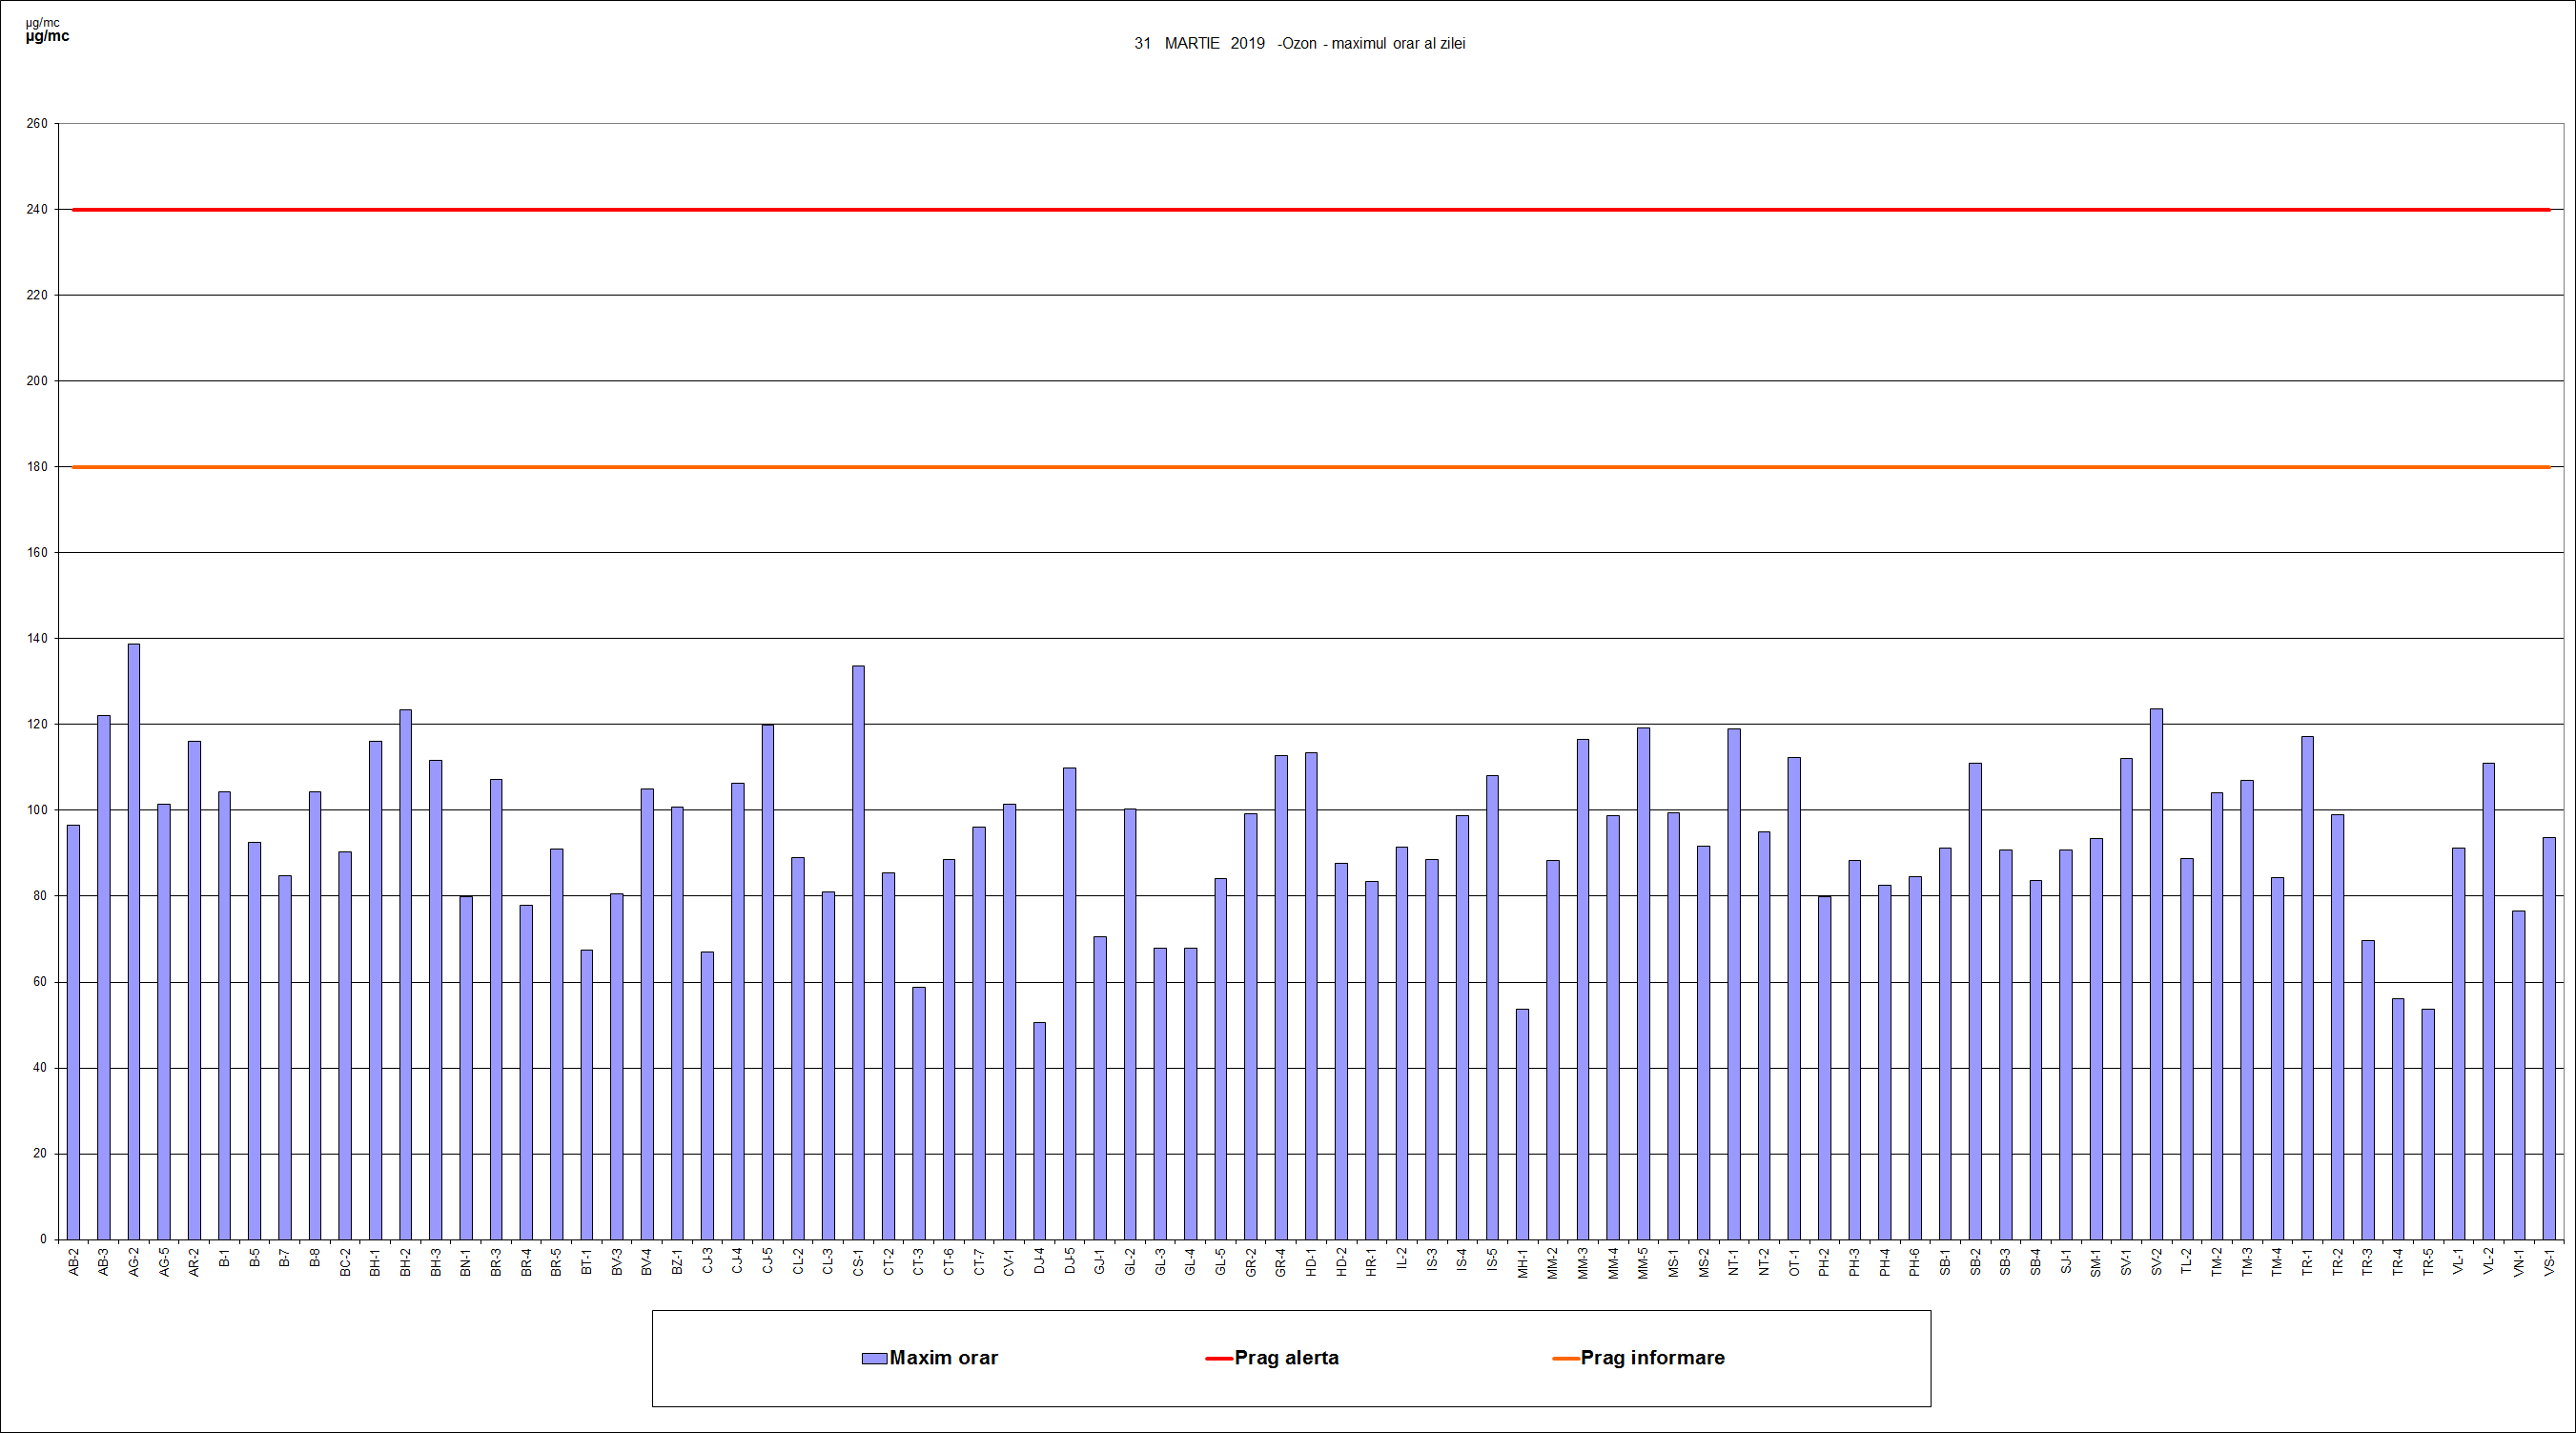 µg/mc
µg/mc
31 MARTIE 2019 -Ozon - maximul orar al zilei
260
240
220
200
180
160
140
120
100
80
60
40
20
0
AB-2
AB-3
AG-2
AG-5
AR-2
B-1
B-5
B-7
B-8
BC-2
BH-1
BH-2
BH-3
BN-1
BR-3
BR-4
BR-5
BT-1
BV-3
BV-4
BZ-1
CJ-3
CJ-4
CJ-5
CL-2
CL-3
CS-1
CT-2
CT-3
CT-6
CT-7
CV-1
DJ-4
DJ-5
GJ-1
GL-2
GL-3
GL-4
GL-5
GR-2
GR-4
HD-1
HD-2
HR-1
IL-2
IS-3
IS-4
IS-5
MH-1
MM-2
MM-3
MM-4
MM-5
MS-1
MS-2
NT-1
NT-2
OT-1
PH-2
PH-3
PH-4
PH-6
SB-1
SB-2
SB-3
SB-4
SJ-1
SM-1
SV-1
SV-2
TL-2
TM-2
TM-3
TM-4
TR-1
TR-2
TR-3
TR-4
TR-5
VL-1
VL-2
VN-1
VS-1
Maxim orar
Prag alerta
Prag informare